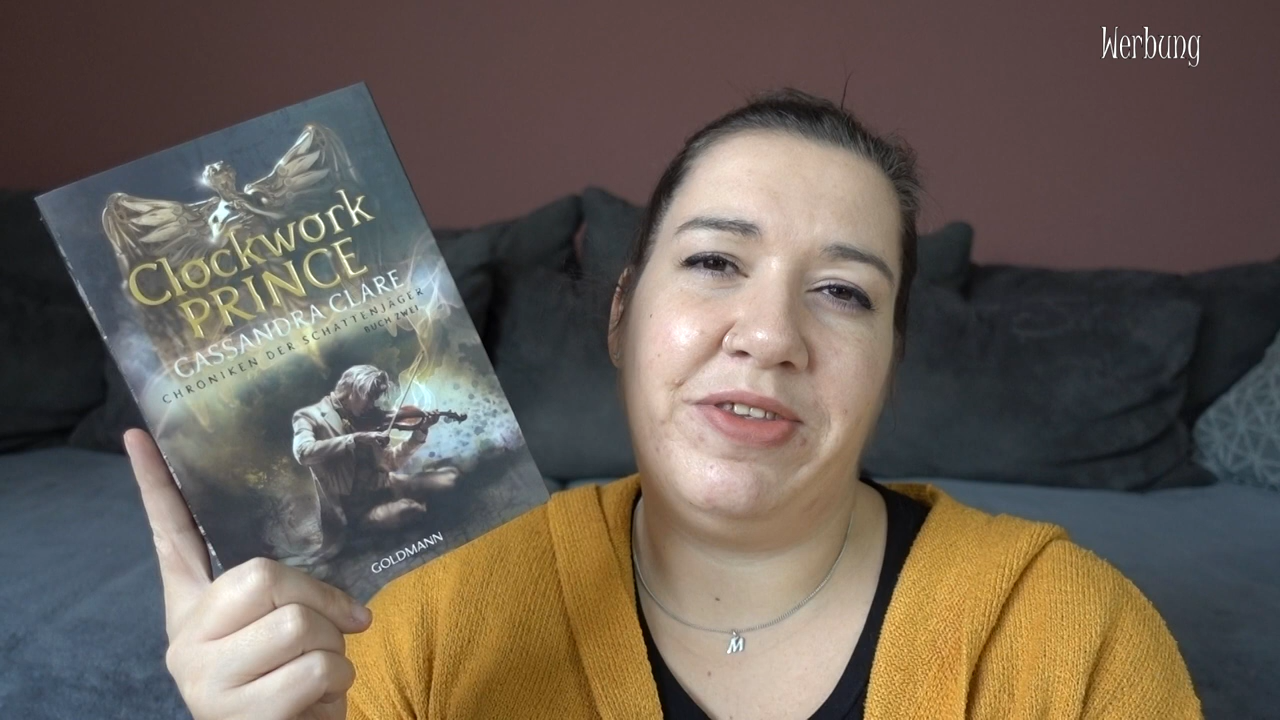 Werbung
Clockwork
PRINCE
CASSANDRA CLARE
CHRONIKEN DER SCHATTENJÄGER
BUCH ZWEI
GOLDMANN
M